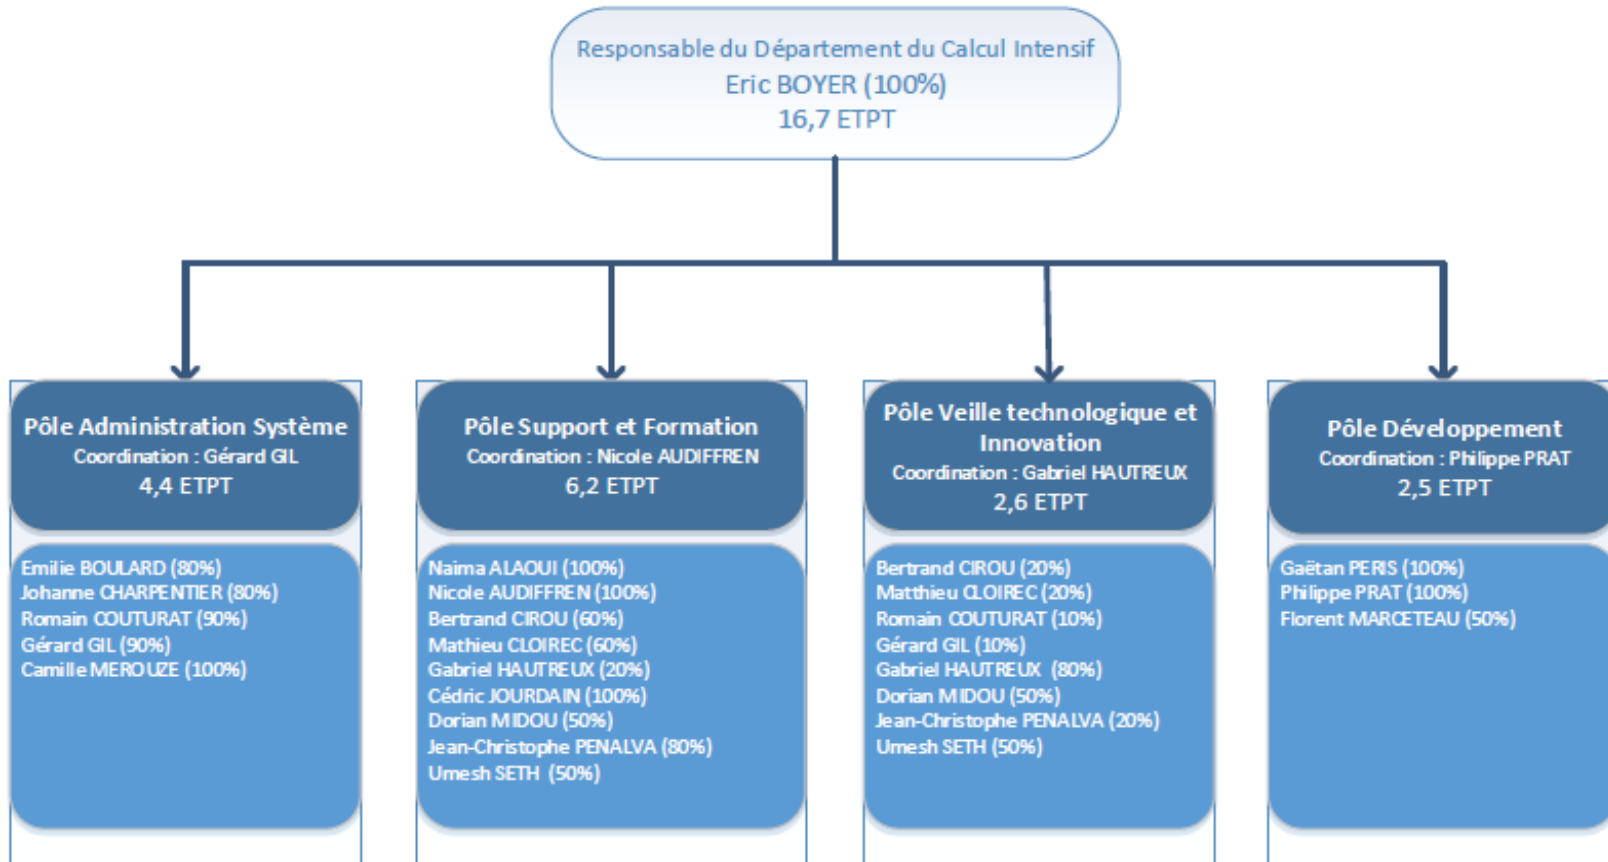 Responsable du Département du Calcul Intensif
Eric BOYER (100%)
16,7 ETPT
Pôle Administration Système
Coordination : Gérard GIL
4,4 ETPT
Emilie BOULARD (80%)
Johanne CHARPENTIER (80%)
Romain COUTURAT (90%)
Gérard GIL (90%)
Camille MEROUZE (100%)
Pôle Support et Formation
Coordination : Nicole AUDIFFREN
6,2 ETPT
Naima ALAOUI (100%)
Nicole AUDIFFREN (100%)
Bertrand CIROU (60%)
Mathieu CLOIREC (60%)
Gabriel HAUTREUX (20%)
Cédric JOURDAIN (100%)
Dorian MIDOU (50%)
Jean-Christophe PENALVA (80%)
Umesh SETH (50%)
Pôle Veille technologique et
Innovation
Coordination : Gabriel HAUTREUX
2,6 ETPT
Bertrand CIROU (20%)
Matthieu CLOIREC (20%)
Romain COUTURAT (10%)
Gérard GIL (10%)
Gabriel HAUTREUX (80%)
Dorian MIDOU (50%)
Jean-Christophe PENALVA (20%)
Umesh SETH (50%)
Pôle Développement
Coordination : Philippe PRAT
2,5 ETPT
Gaëtan PERIS (100%)
Philippe PRAT (100%)
Florent MARCETEAU (50%)